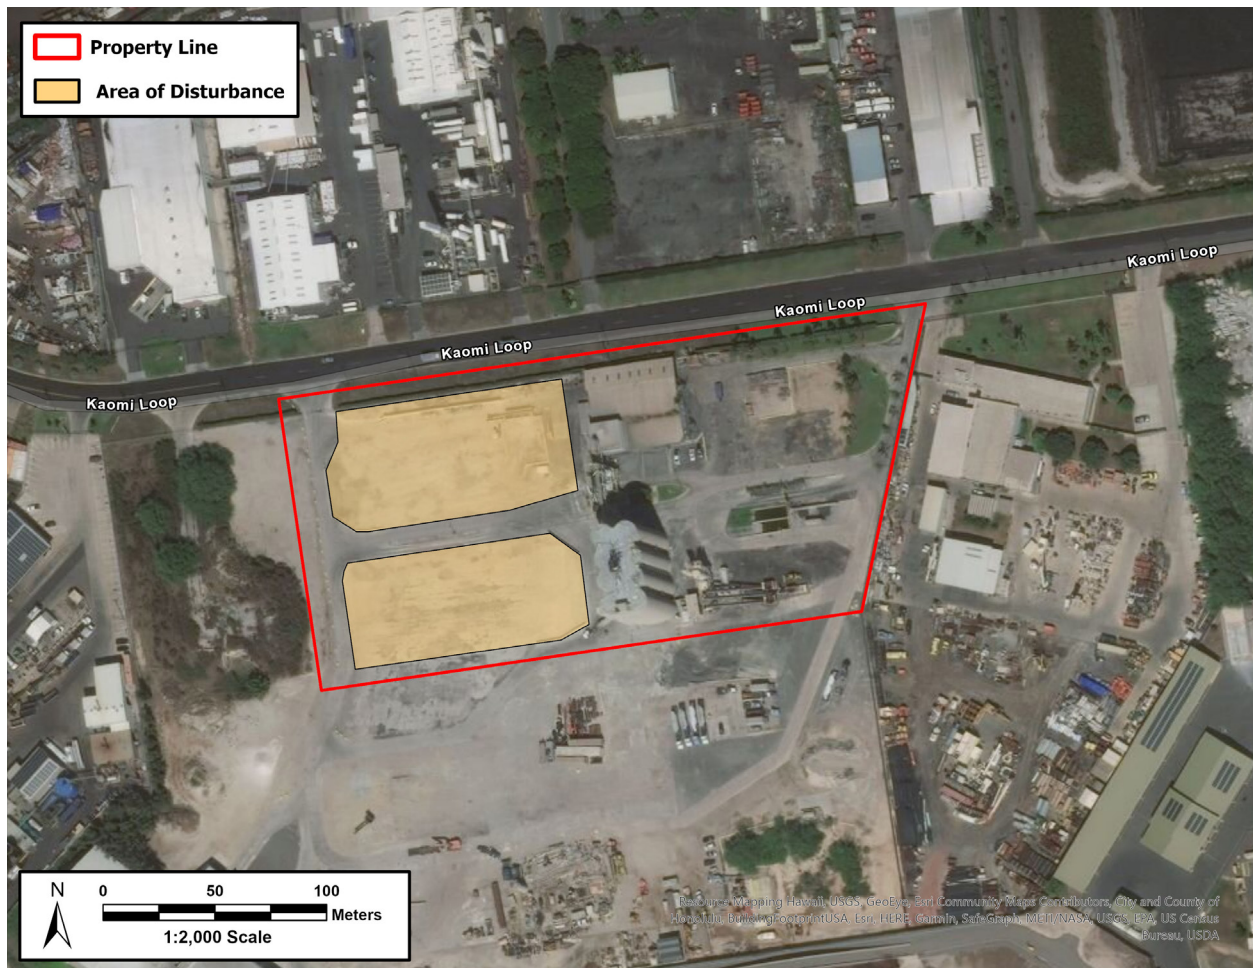 Property Line
Area of Disturbance
Kaomi Loop
Kaomi Loop
Kaomi Loop
Kaomi Loop
N
0 50 100
Meters
1:2,000 Scale
Resource Mapping Hawaii, USGS, GeoEye, Esri Community Maps Contributors, City and County of
Honolulu, BuildingFootprintUSA, Esri, HERE, Garmin, SafeGraph, METI/NASA, USGS, EPA, US Census
Bureau, USDA